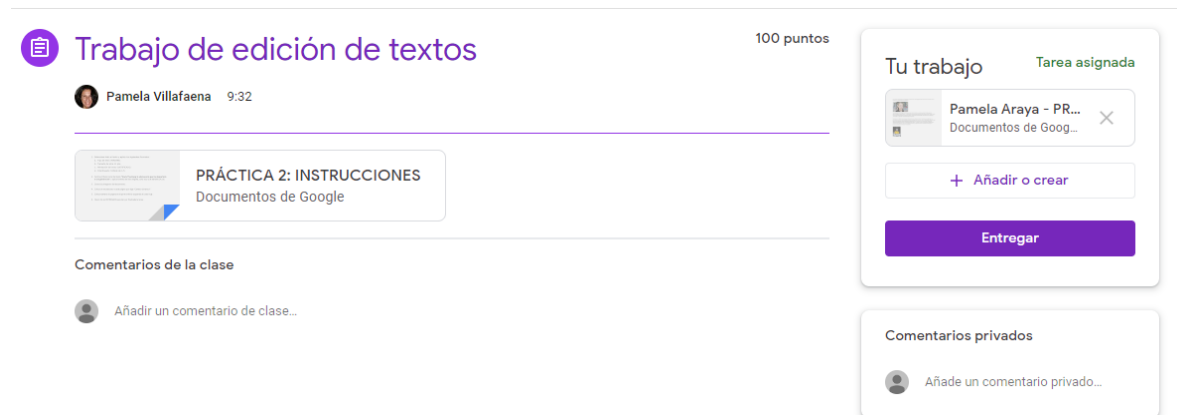 Trabajo de edición de textos
100 puntos
Pamela Villafaena 9:32
PRÁCTICA 2: INSTRUCCIONES
Documentos de Google
Comentarios de la clase
Añadir un comentario de clase...
Tu trabajo
Tarea asignada
Pamela Araya - PR...
Documentos de Goog...
+ Añadir o crear
Entregar
Comentarios privados
Añade un comentario privado...